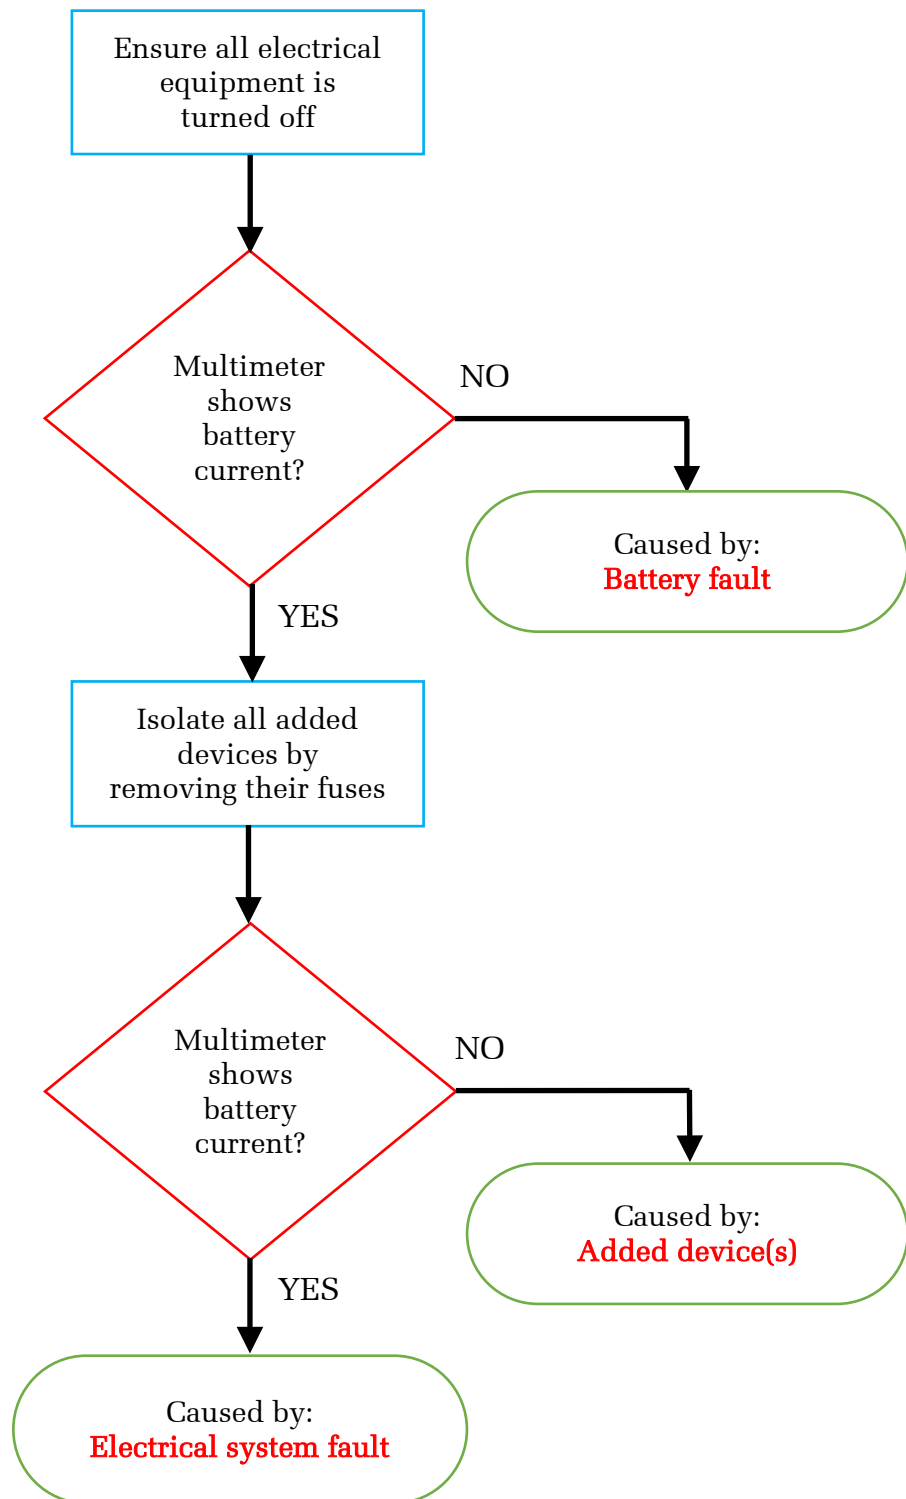 Ensure all electrical
equipment is
turned off
Multimeter
shows
battery
current?
NO
Caused by:
Battery fault
YES
Isolate all added
devices by
removing their fuses
Multimeter
shows
battery
current?
NO
Caused by:
Added device(s)
YES
Caused by:
Electrical system fault